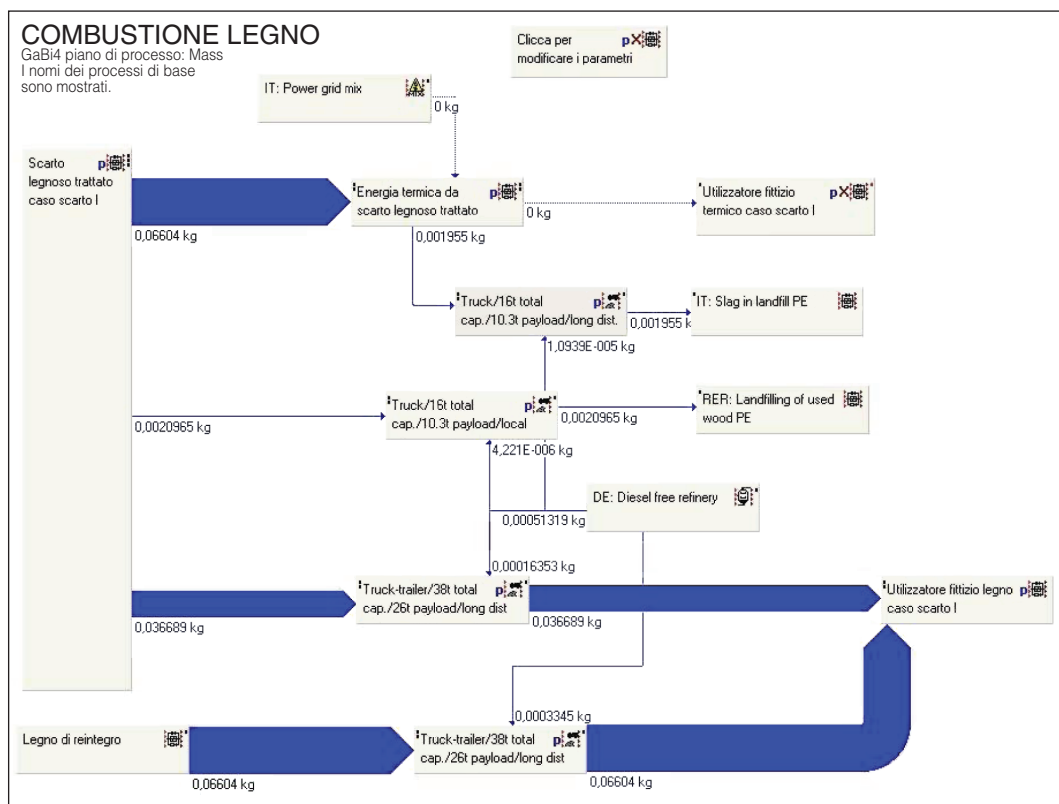 COMBUSTIONE LEGNO
GaBi4 piano di processo: Mass
I nomi dei processi di base
sono mostrati.
Clicca per
modificare i parametri
pX
IT: Power grid mix
0 kg
Scarto
legnoso trattato
caso scarto I
p
0,06604 kg
Energia termica da
scarto legnoso trattato
p
0 kg
Utilizzatore fittizio
termico caso scarto I
pX
0,001955 kg
Truck/16t total
cap./10.3t payload/long dist.
p
0,001955 k
IT: Slag in landfill PE
1,0939E-005 kg
0,0020965 kg
Truck/16t total
cap./10.3t payload/local
p
0,0020965 kg
RER: Landfilling of used
wood PE
4,221E-006 kg
DE: Diesel free refinery
0,00051319 kg
0,00016353 kg
0,036689 kg
Truck-trailer/38t total
cap./26t payload/long dist
p
0,036689 kg
Utilizzatore fittizio legno
caso scarto I
p
0,0003345 kg
Legno di reintegro
0,06604 kg
Truck-trailer/38t total
cap./26t payload/long dist
p
0,06604 kg